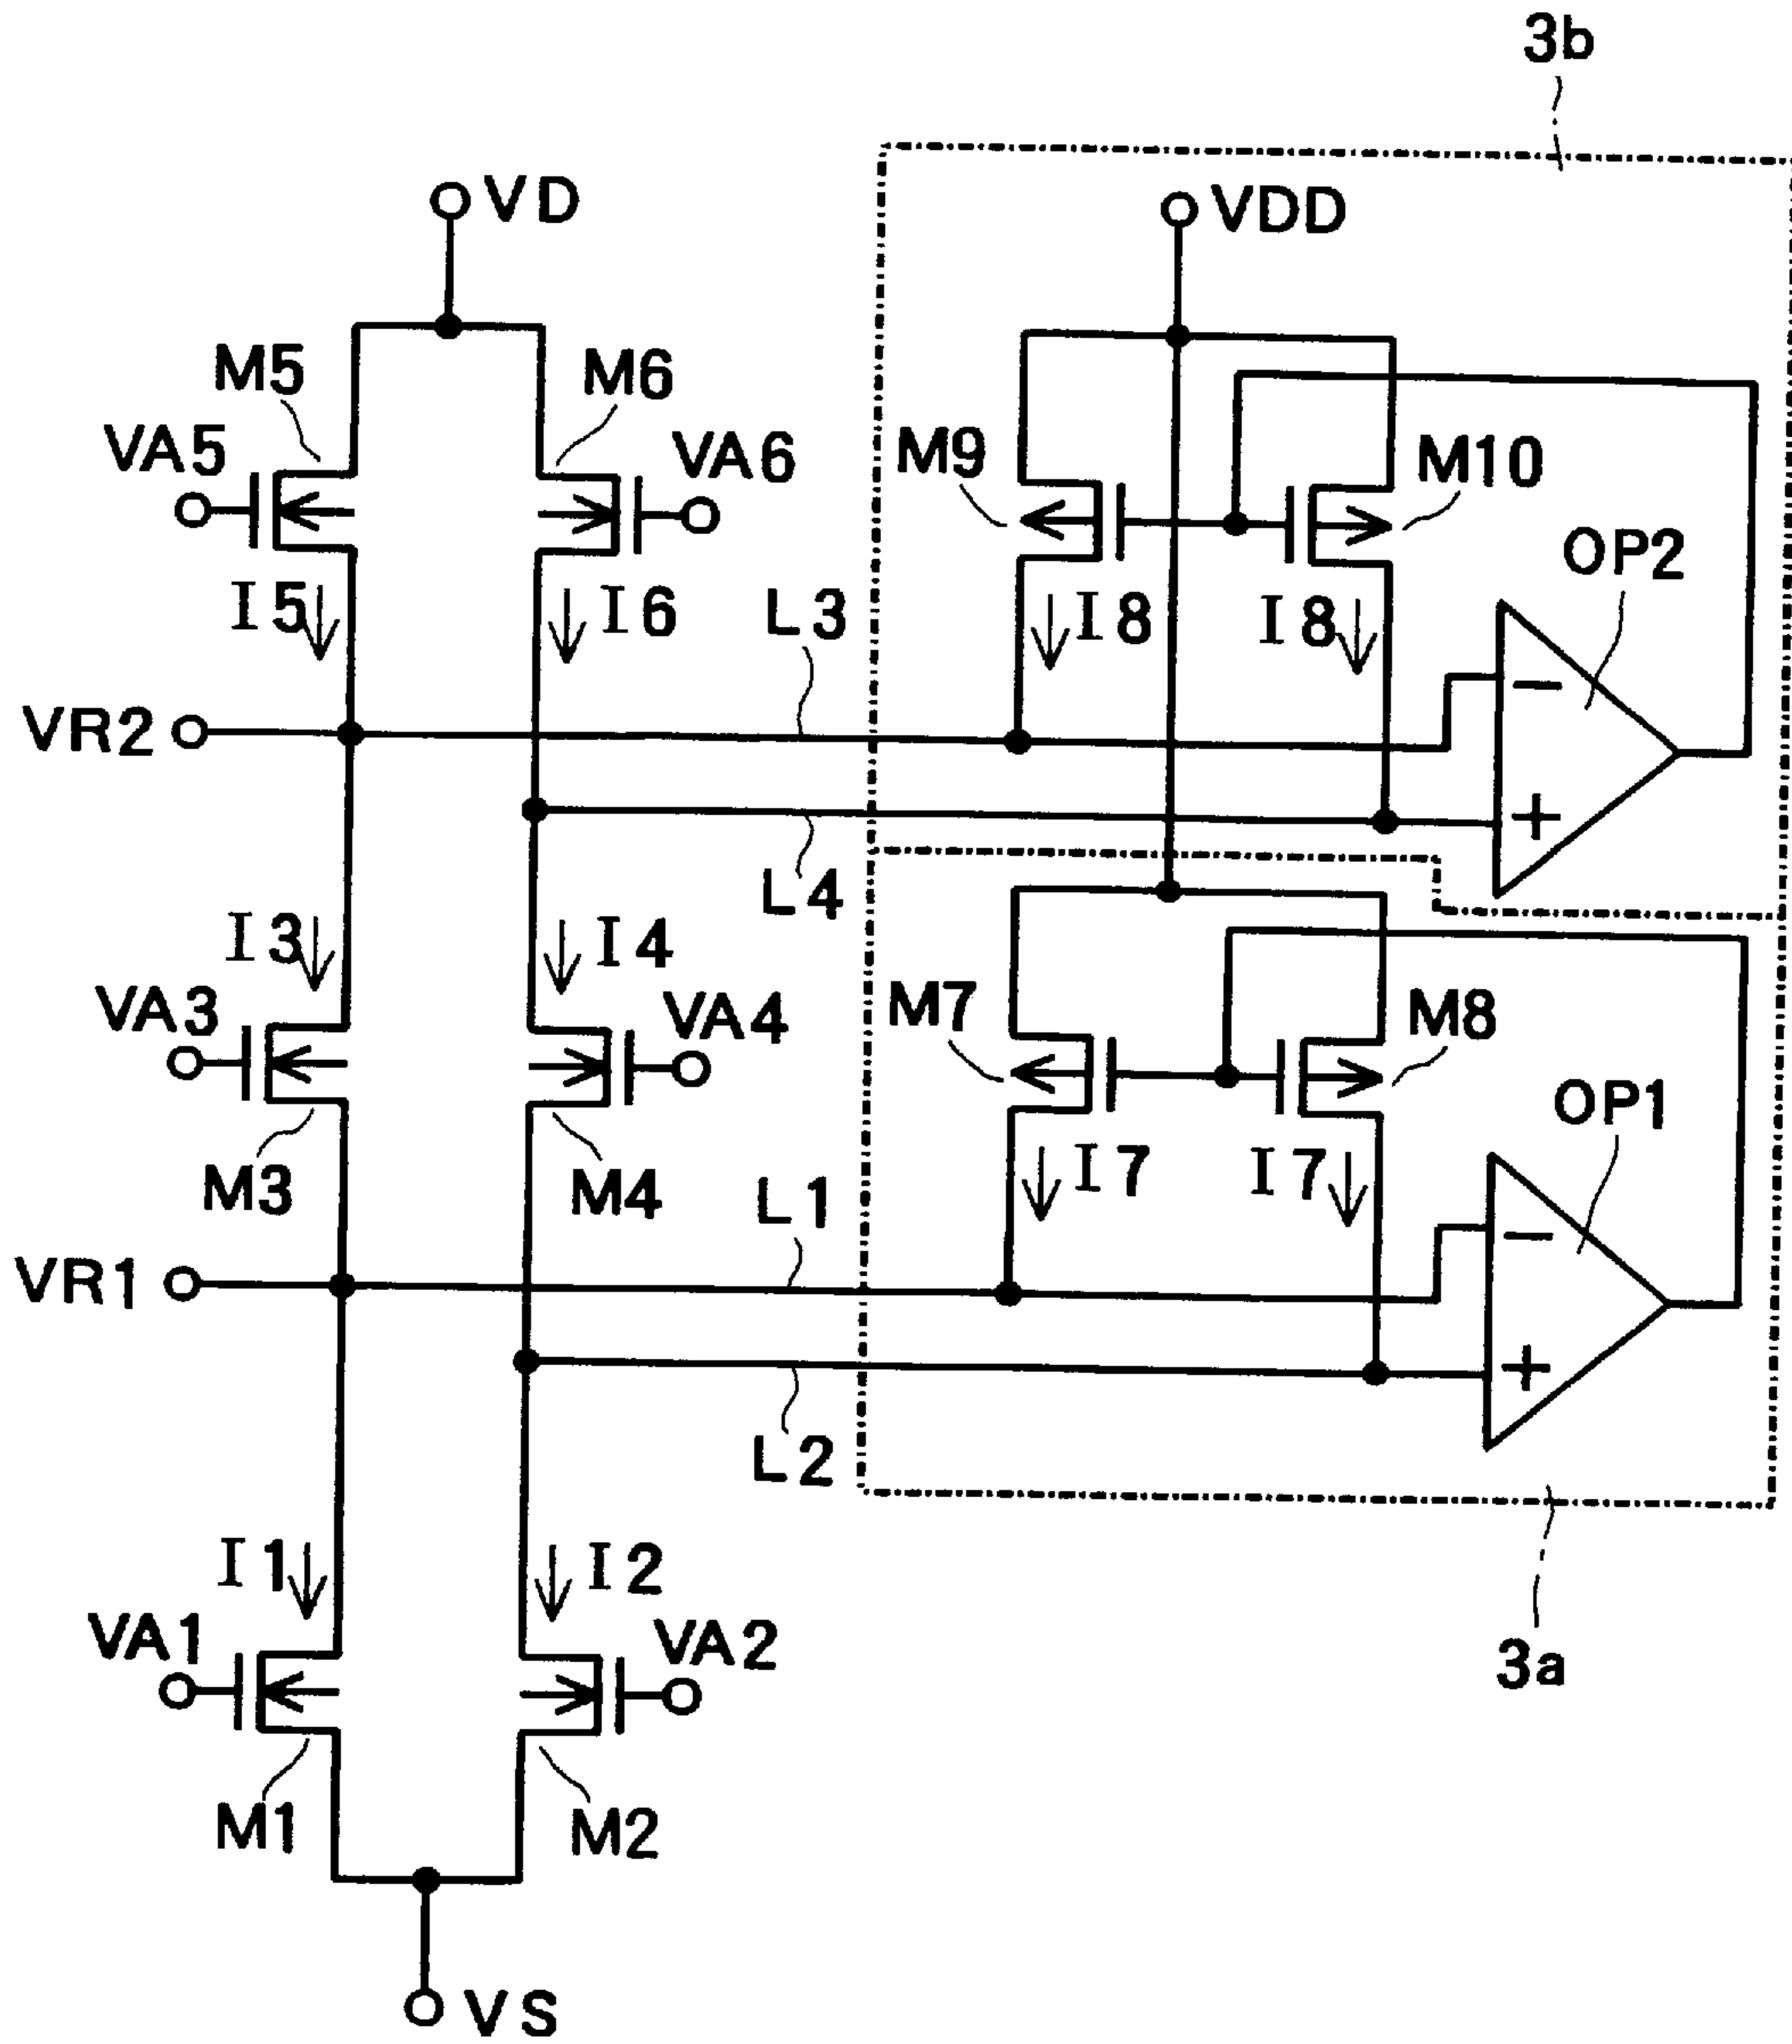 3b
VD
VDD
M5
M6
VA5
VA6
M9
M10
OP2
I5
I6
L3
I8
I8
VR2
−
+
L4
I3
I4
VA3
VA4
M7
M8
OP1
M3
M4
L1
I7
I7
VR1
−
+
L2
I1
I2
VA1
VA2
3a
M1
M2
VS